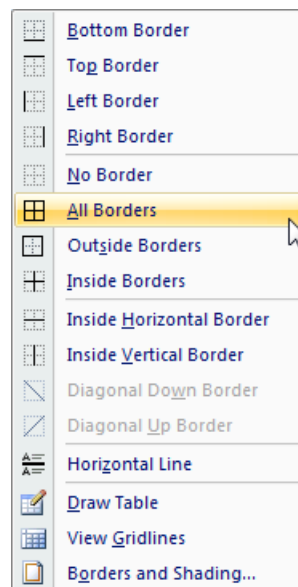 Bottom Border
Top Border
Left Border
Right Border
No Border
All Borders
Outside Borders
Inside Borders
Inside Horizontal Border
Inside Vertical Border
Diagonal Down Border
Diagonal Up Border
Horizontal Line
Draw Table
View Gridlines
Borders and Shading...